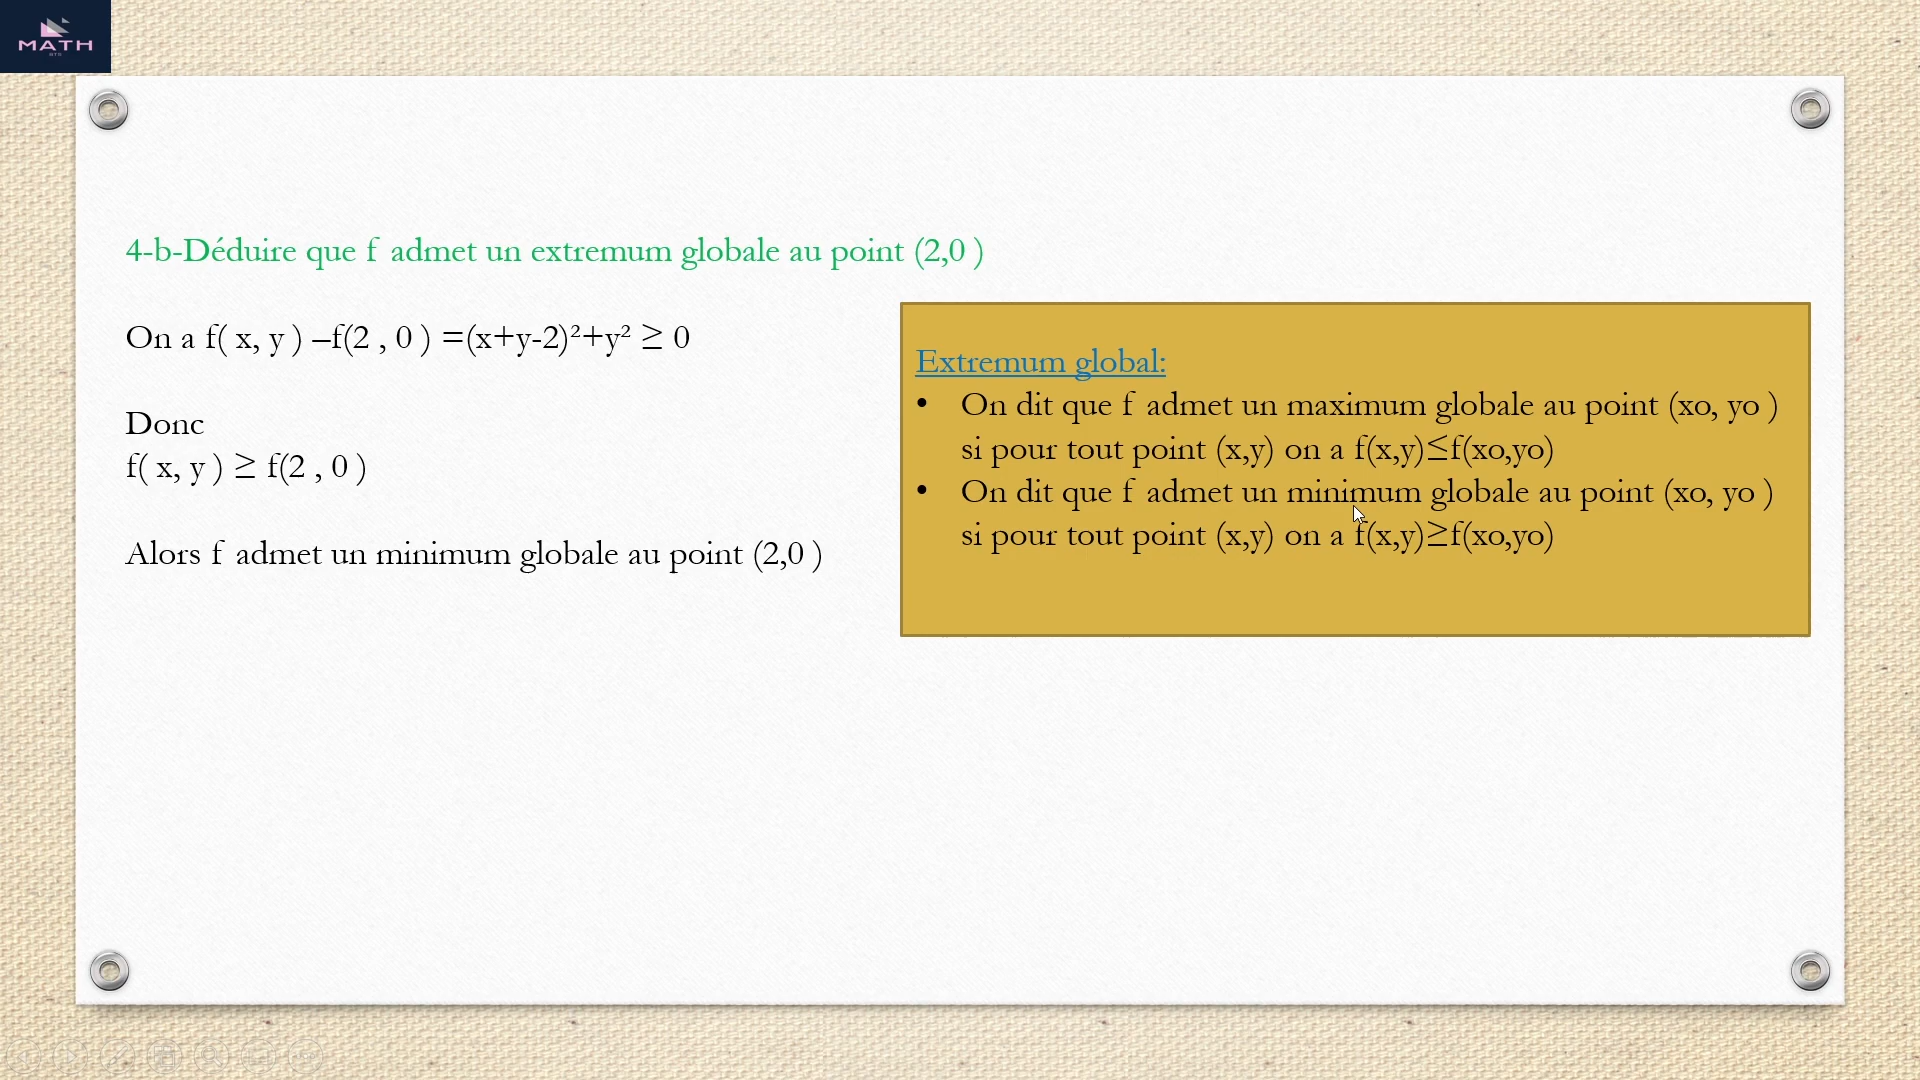 MATH
4-b-Déduire que f admet un extremum globale au point (2,0 )
On a f( x, y ) –f(2 , 0 ) =(x+y-2)²+y² ≥ 0
Donc
f( x, y ) ≥ f(2 , 0 )
Alors f admet un minimum globale au point (2,0 )
Extremum global:
• On dit que f admet un maximum globale au point (xo, yo )
si pour tout point (x,y) on a f(x,y)≤f(xo,yo)
• On dit que f admet un minimum globale au point (xo, yo )
si pour tout point (x,y) on a f(x,y)≥f(xo,yo)